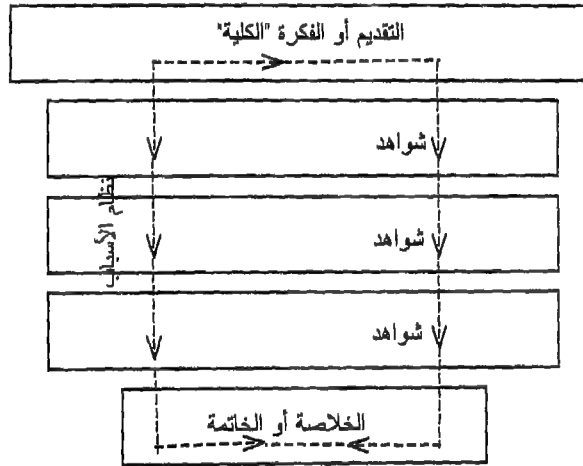 التقديم أو الفكرة "الكلية"
شواهد
نظام الأسباب
شواهد
شواهد
الخلاصة أو الخاتمة